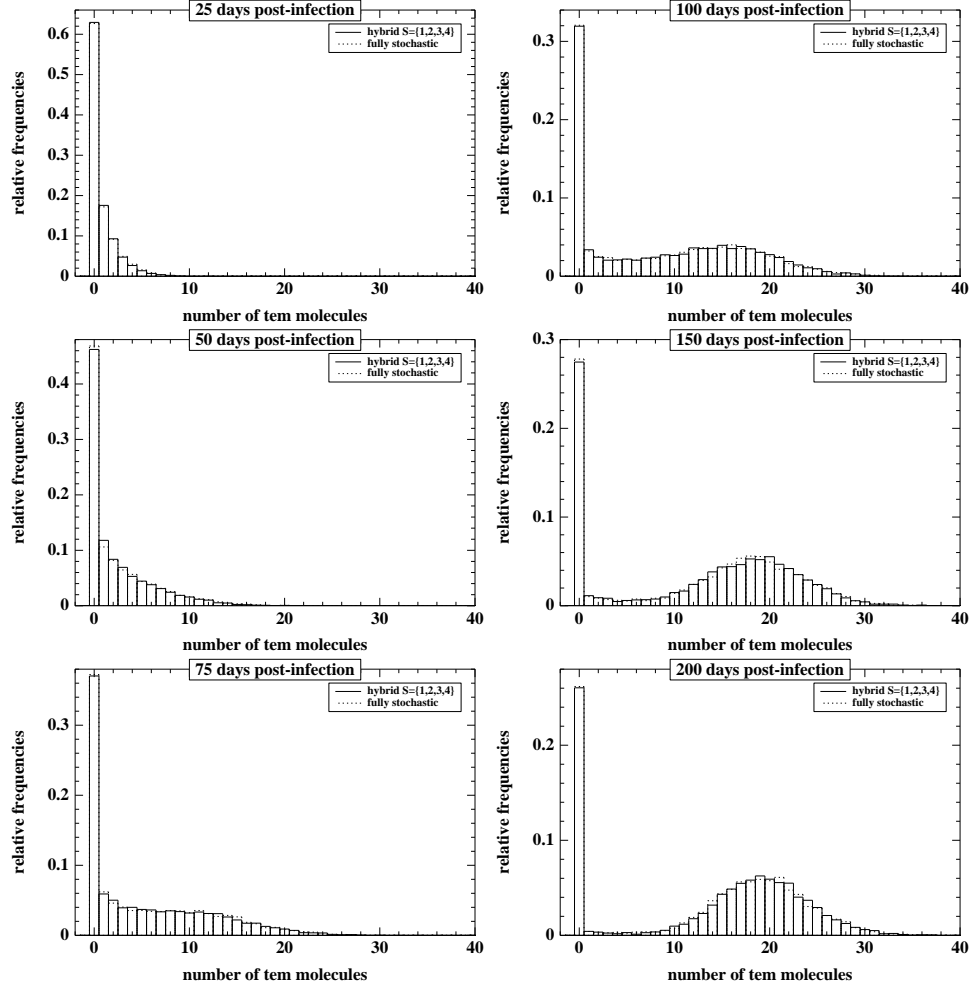 25 days post-infection
hybrid S={1,2,3,4}
fully stochastic
relative frequencies
0.6
0.5
0.4
0.3
0.2
0.1
0
0 10 20 30 40
number of tem molecules
100 days post-infection
hybrid S={1,2,3,4}
fully stochastic
relative frequencies
0.3
0.2
0.1
0
0 10 20 30 40
number of tem molecules
50 days post-infection
hybrid S={1,2,3,4}
fully stochastic
relative frequencies
0.4
0.3
0.2
0.1
0
0 10 20 30 40
number of tem molecules
150 days post-infection
hybrid S={1,2,3,4}
fully stochastic
relative frequencies
0.3
0.2
0.1
0
0 10 20 30 40
number of tem molecules
75 days post-infection
hybrid S={1,2,3,4}
fully stochastic
relative frequencies
0.3
0.2
0.1
0
0 10 20 30 40
number of tem molecules
200 days post-infection
hybrid S={1,2,3,4}
fully stochastic
relative frequencies
0.2
0.1
0
0 10 20 30 40
number of tem molecules